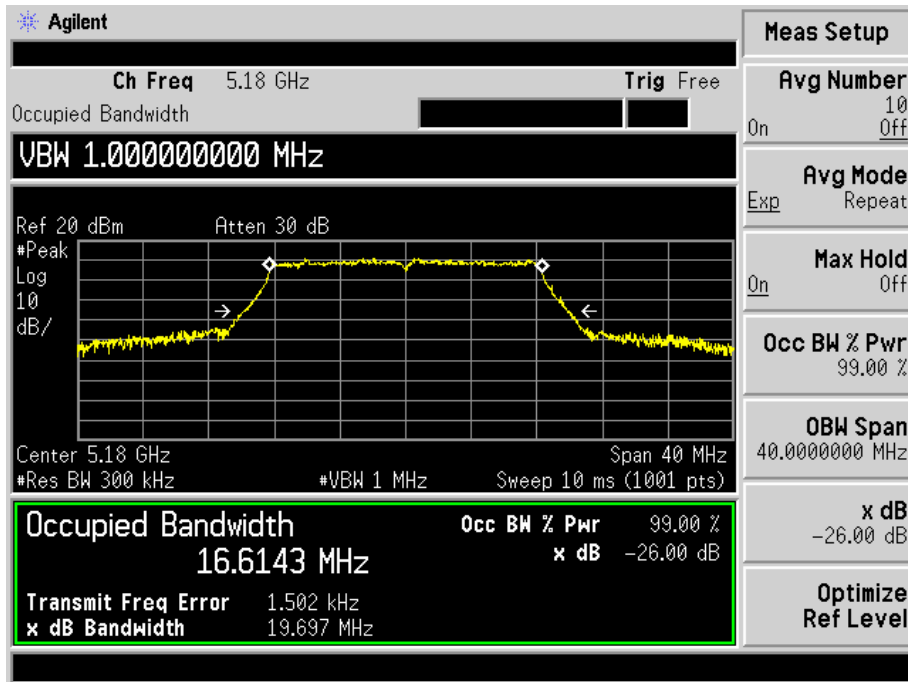 Agilent
Ch Freq 5.18 GHz Trig Free
Occupied Bandwidth
VBW 1.000000000 MHz
Ref 20 dBm Atten 30 dB
#Peak
Log
10
dB/
Center 5.18 GHz Span 40 MHz
#Res BW 300 kHz #VBW 1 MHz Sweep 10 ms (1001 pts)
Occupied Bandwidth Occ BW % Pwr 99.00 %
16.6143 MHz x dB -26.00 dB
Transmit Freq Error 1.502 kHz
x dB Bandwidth 19.697 MHz
Meas Setup
Avg Number
10
On Off
Avg Mode
Exp Repeat
Max Hold
On Off
Occ BW % Pwr
99.00 %
OBW Span
40.0000000 MHz
x dB
-26.00 dB
Optimize
Ref Level